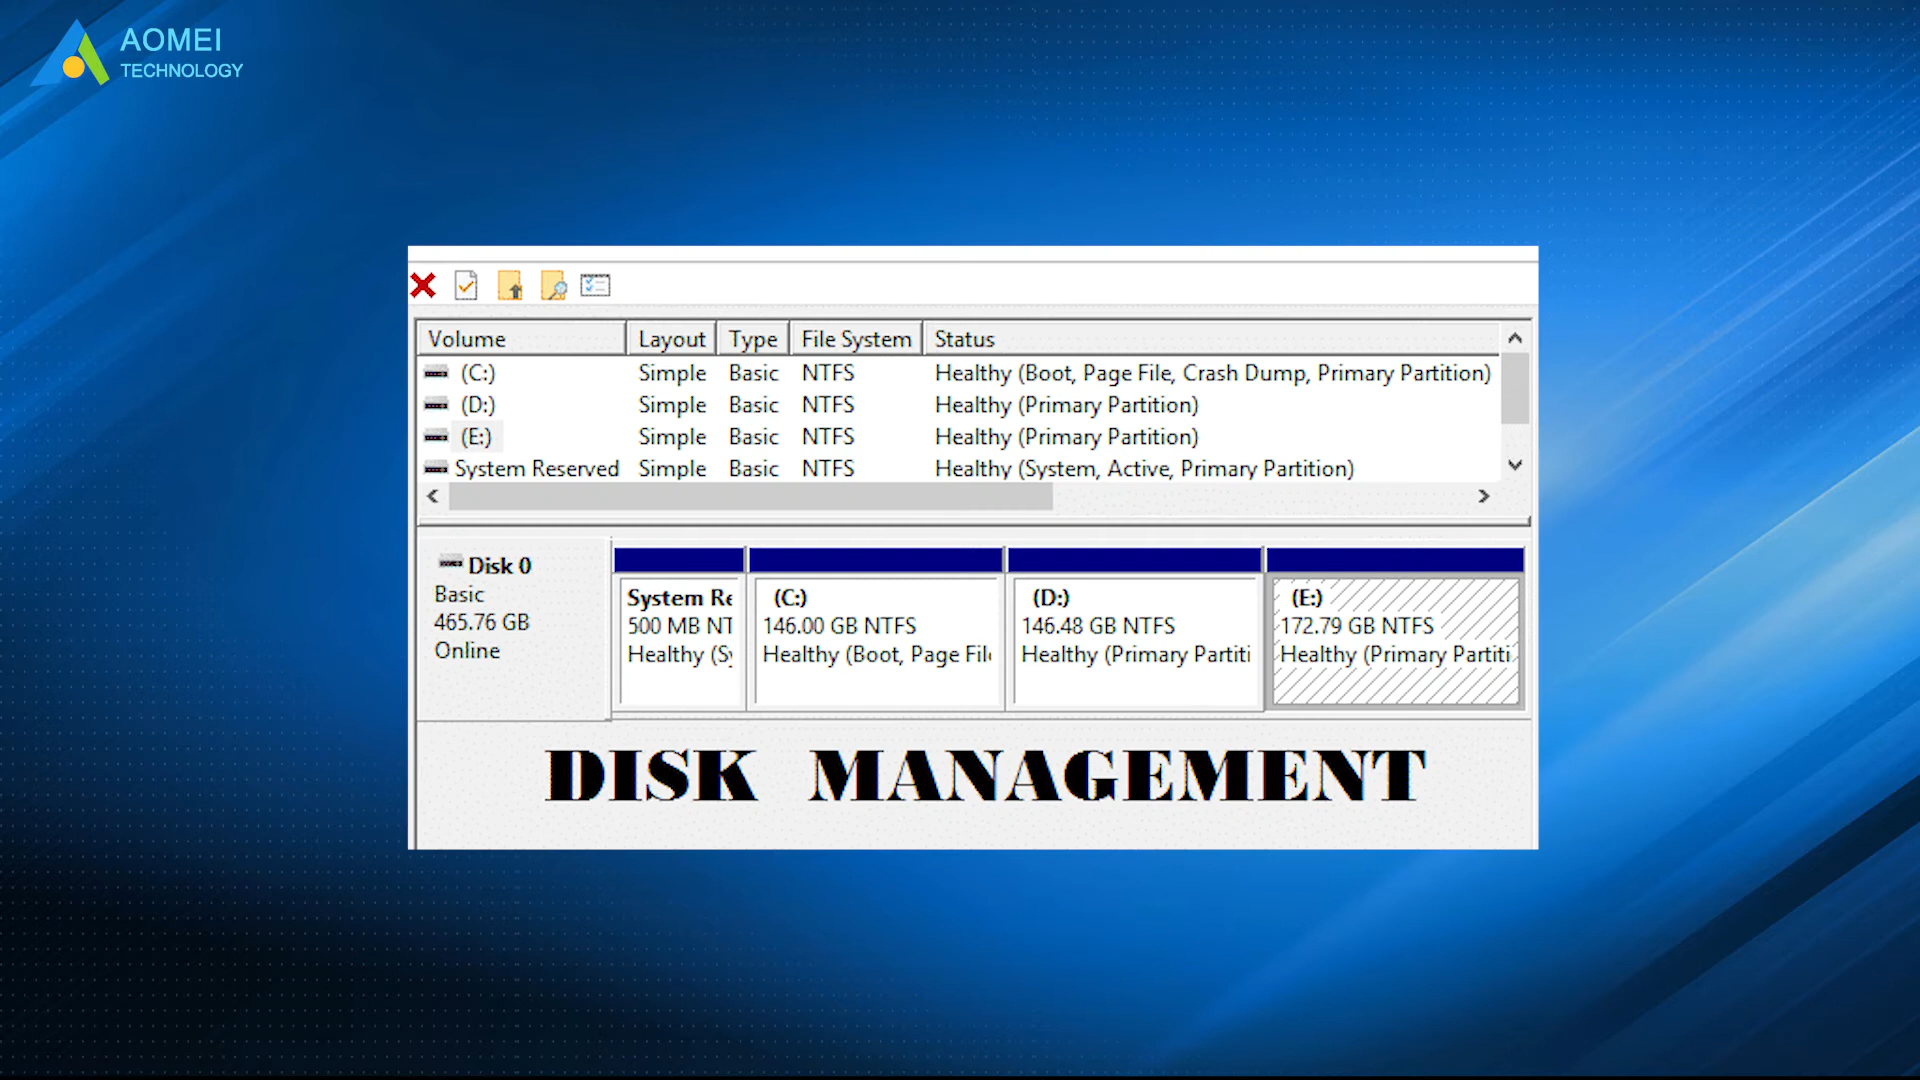 AOMEI
TECHNOLOGY
Volume Layout Type File System Status
(C:) Simple Basic NTFS Healthy (Boot, Page File, Crash Dump, Primary Partition)
(D:) Simple Basic NTFS Healthy (Primary Partition)
(E:) Simple Basic NTFS Healthy (Primary Partition)
System Reserved Simple Basic NTFS Healthy (System, Active, Primary Partition)
Disk 0
Basic
465.76 GB
Online
System Re
500 MB NT
Healthy (Sy
(C:)
146.00 GB NTFS
Healthy (Boot, Page File
(D:)
146.48 GB NTFS
Healthy (Primary Partiti
(E:)
172.79 GB NTFS
Healthy (Primary Partiti
DISK MANAGEMENT